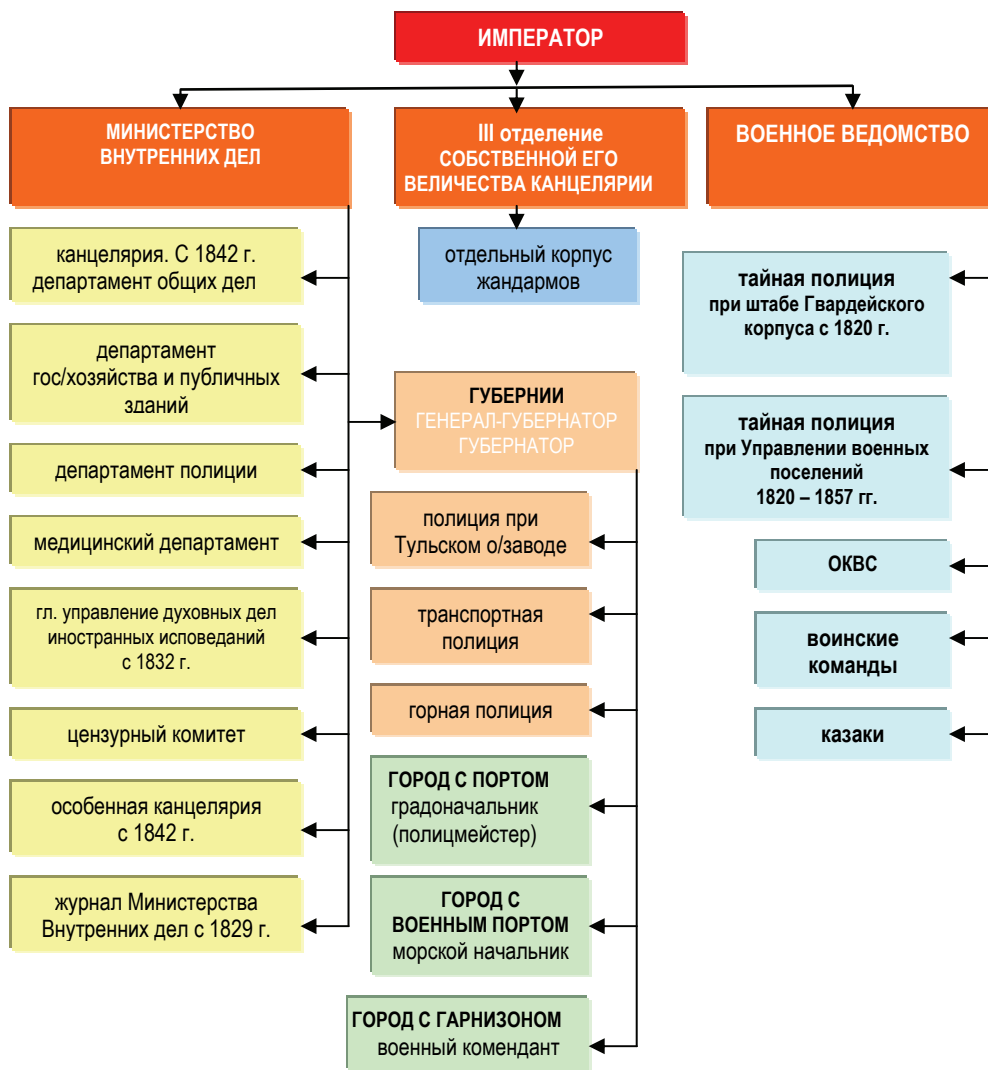 ИМПЕРАТОР
МИНИСТЕРСТВО
ВНУТРЕННИХ ДЕЛ
III отделение
СОБСТВЕННОЙ ЕГО
ВЕЛИЧЕСТВА КАНЦЕЛЯРИИ
ВОЕННОЕ ВЕДОМСТВО
канцелярия. С 1842 г.
департамент общих дел
департамент
гос/хозяйства и публичных
зданий
департамент полиции
медицинский департамент
гл. управление духовных дел
иностранных исповеданий
с 1832 г.
цензурный комитет
особенная канцелярия
с 1842 г.
журнал Министерства
Внутренних дел с 1829 г.
отдельный корпус
жандармов
ГУБЕРНИИ
ГЕНЕРАЛ-ГУБЕРНАТОР
ГУБЕРНАТОР
полиция при
Тульском о/заводе
транспортная
полиция
горная полиция
ГОРОД С ПОРТОМ
градоначальник
(полицмейстер)
ГОРОД С
ВОЕННЫМ ПОРТОМ
морской начальник
ГОРОД С ГАРНИЗОНОМ
военный комендант
тайная полиция
при штабе Гвардейского
корпуса с 1820 г.
тайная полиция
при Управлении военных
поселений
1820 – 1857 гг.
ОКВС
воинские
команды
казаки